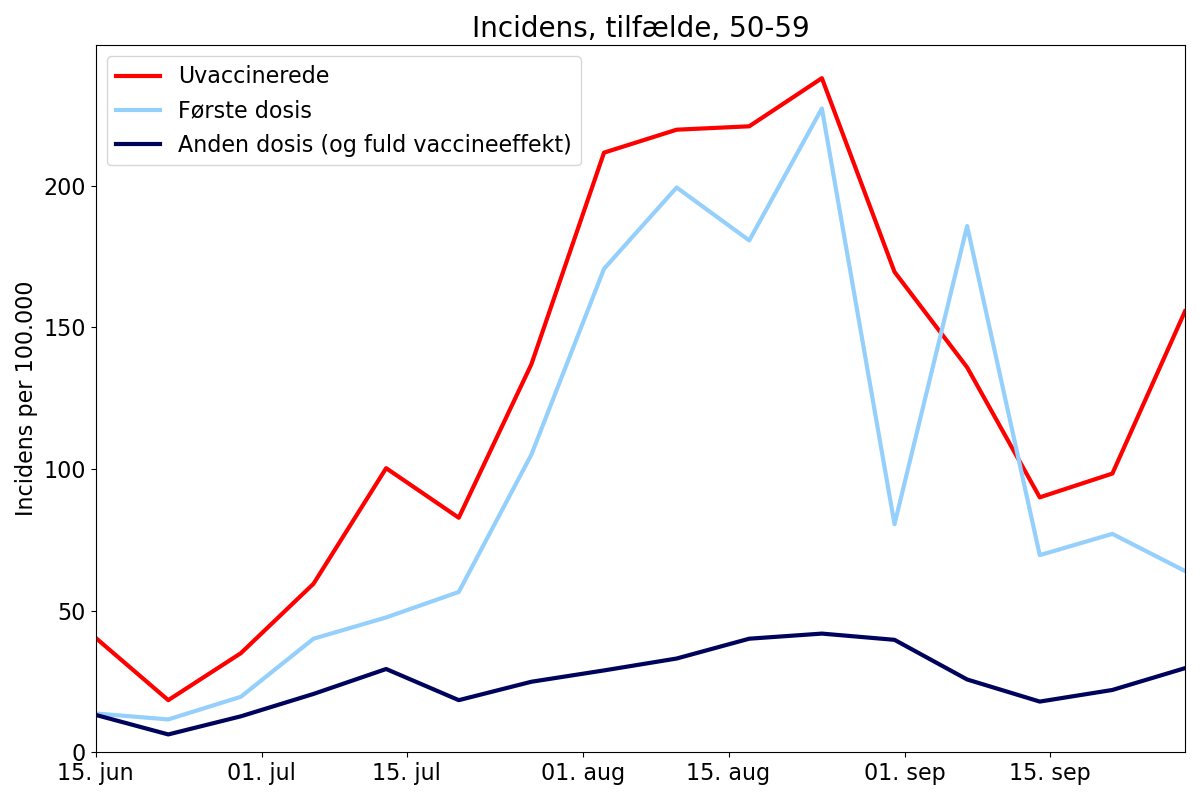 Incidens, tilfælde, 50-59
Uvaccinerede
Første dosis
Anden dosis (og fuld vaccineeffekt)
Incidens per 100.000
200
150
100
50
0
15. jun 01. jul 15. jul 01. aug 15. aug 01. sep 15. sep